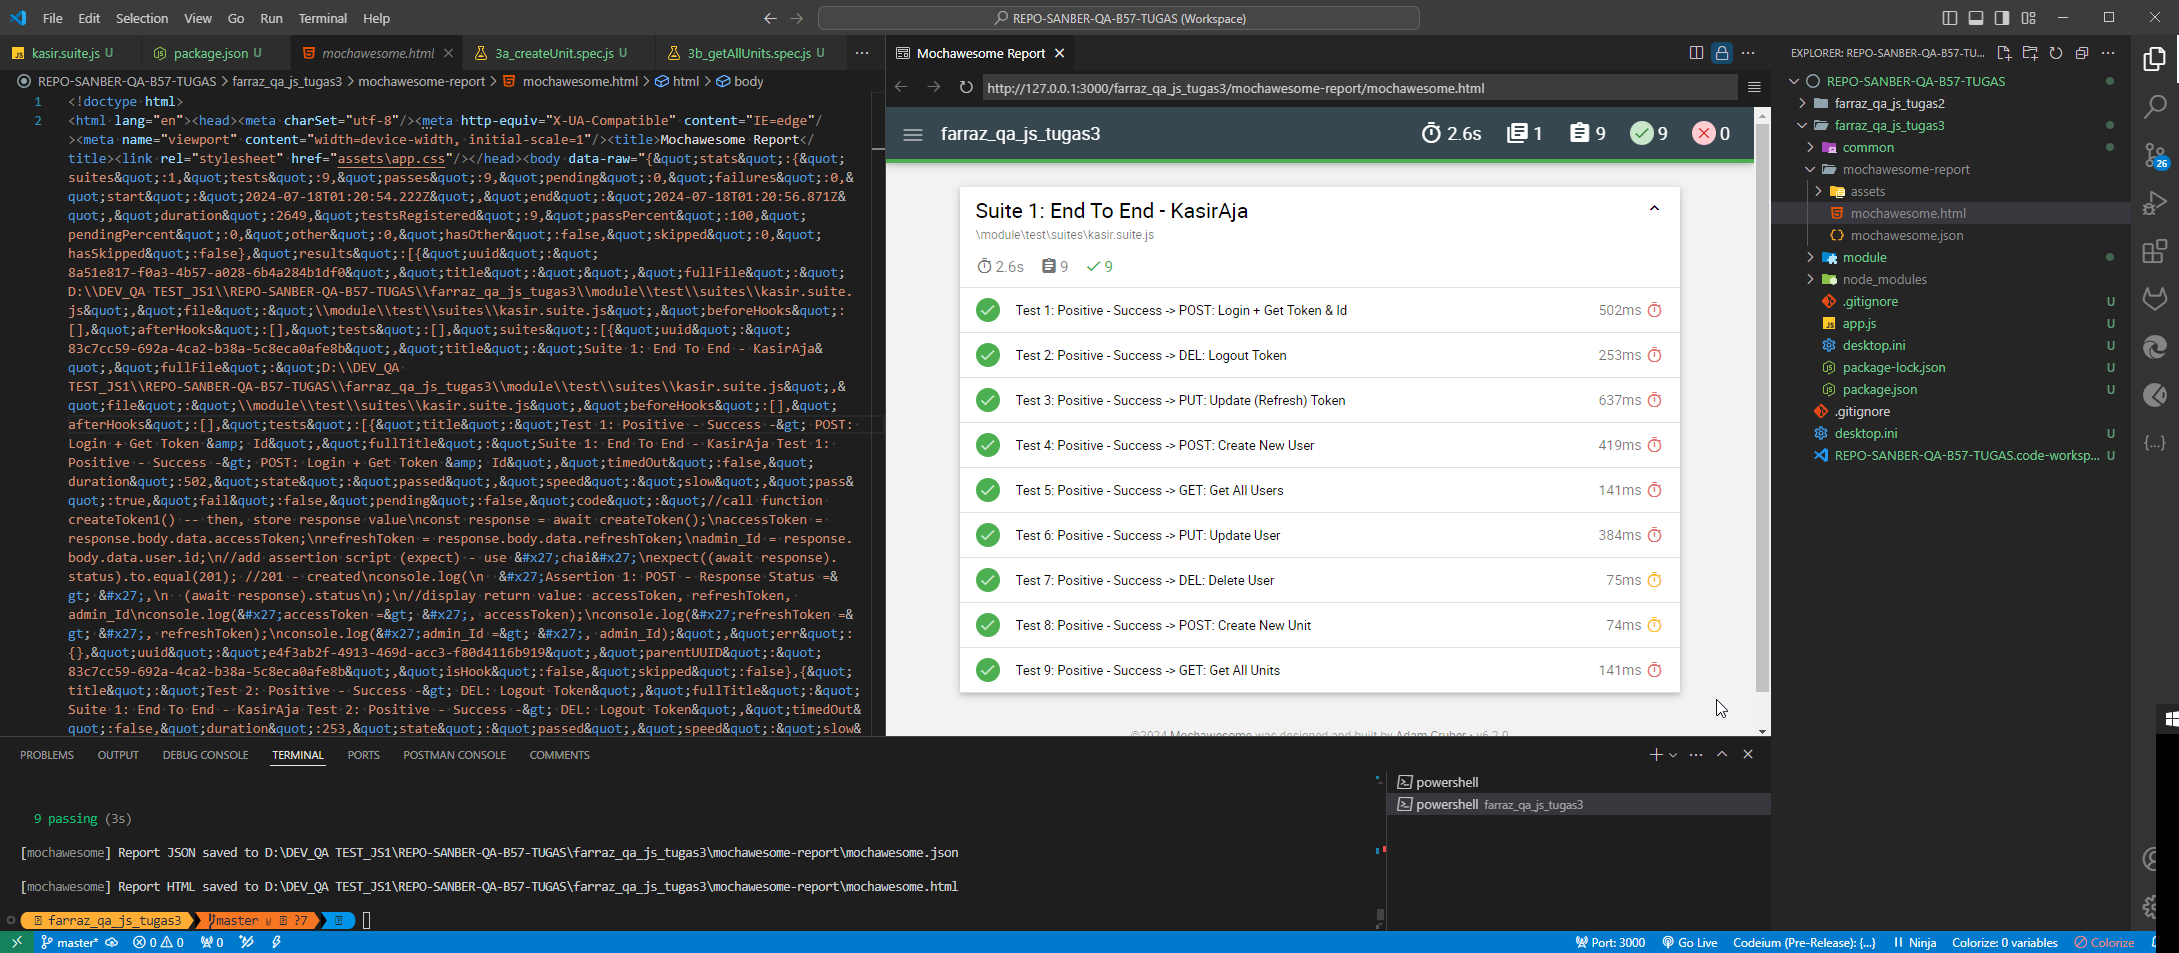 File Edit Selection View Go Run Terminal Help
REPO-SANBER-QA-B57-TUGAS (Workspace)
kasir.suite.js U
package.json U
mochawesome.html
3a_createUnit.spec.js U
3b_getAllUnits.spec.js U
REPO-SANBER-QA-B57-TUGAS > farraz_qa_js_tugas3 > mochawesome-report > mochawesome.html > html > body
1 <!doctype html>
2 <html lang="en"><head><meta charSet="utf-8"/><meta http-equiv="X-UA-Compatible" content="IE=edge"/
><meta name="viewport" content="width=device-width, initial-scale=1"/><title>Mochawesome Report</
title><link rel="stylesheet" href="assets\app.css"/></head><body data-raw="{&quot;stats&quot;:{&quot;
suites&quot;:1,&quot;tests&quot;:9,&quot;passes&quot;:9,&quot;pending&quot;:0,&quot;failures&quot;:0,&
quot;start&quot;:&quot;2024-07-18T01:20:54.222Z&quot;,&quot;end&quot;:&quot;2024-07-18T01:20:56.871Z&
quot;,&quot;duration&quot;:2649,&quot;testsRegistered&quot;:9,&quot;passPercent&quot;:100,&quot;
pendingPercent&quot;:0,&quot;other&quot;:0,&quot;hasOther&quot;:false,&quot;skipped&quot;:0,&quot;
hasSkipped&quot;:false},&quot;results&quot;:[{&quot;uuid&quot;:&quot;
8a51e817-f0a3-4b57-a028-6b4a284b1df0&quot;,&quot;title&quot;:&quot;&quot;,&quot;fullFile&quot;:&quot;
D:\\DEV_QA TEST_JS1\\REPO-SANBER-QA-B57-TUGAS\\farraz_qa_js_tugas3\\module\\test\\suites\\kasir.suite.
js&quot;,&quot;file&quot;:&quot;\\module\\test\\suites\\kasir.suite.js&quot;,&quot;beforeHooks&quot;:
[],&quot;afterHooks&quot;:[],&quot;tests&quot;:[],&quot;suites&quot;:[{&quot;uuid&quot;:&quot;
83c7cc59-692a-4ca2-b38a-5c8eca0afe8b&quot;,&quot;title&quot;:&quot;Suite 1: End To End - KasirAja&
quot;,&quot;fullFile&quot;:&quot;D:\\DEV_QA
TEST_JS1\\REPO-SANBER-QA-B57-TUGAS\\farraz_qa_js_tugas3\\module\\test\\suites\\kasir.suite.js&quot;,&
quot;file&quot;:&quot;\\module\\test\\suites\\kasir.suite.js&quot;,&quot;beforeHooks&quot;:[],&quot;
afterHooks&quot;:[],&quot;tests&quot;:[{&quot;title&quot;:&quot;Test 1: Positive - Success -&gt; POST:
Login + Get Token &amp; Id&quot;,&quot;fullTitle&quot;:&quot;Suite 1: End To End - KasirAja Test 1:
Positive - Success -&gt; POST: Login + Get Token &amp; Id&quot;,&quot;timedOut&quot;:false,&quot;
duration&quot;:502,&quot;state&quot;:&quot;passed&quot;,&quot;speed&quot;:&quot;slow&quot;,&quot;pass&
quot;:true,&quot;fail&quot;:false,&quot;pending&quot;:false,&quot;code&quot;:&quot;//call function
createToken1() -- then, store response value\nconst response = await createToken();\naccessToken =
response.body.data.accessToken;\nrefreshToken = response.body.data.refreshToken;\nadmin_Id = response.
body.data.user.id;\n//add assertion script (expect) - use &#x27;chai&#x27;\nexpect((await response).
status).to.equal(201); //201 - created\nconsole.log(\n  &#x27;Assertion 1: POST - Response Status =&
gt; &#x27;,\n  (await response).status\n);\n//display return value: accessToken, refreshToken,
admin_Id\nconsole.log(&#x27;accessToken =&gt; &#x27;, accessToken);\nconsole.log(&#x27;refreshToken =&
gt; &#x27;, refreshToken);\nconsole.log(&#x27;admin_Id =&gt; &#x27;, admin_Id);&quot;,&quot;err&quot;:
{},&quot;uuid&quot;:&quot;e4f3ab2f-4913-469d-acc3-f80d4116b919&quot;,&quot;parentUUID&quot;:&quot;
83c7cc59-692a-4ca2-b38a-5c8eca0afe8b&quot;,&quot;isHook&quot;:false,&quot;skipped&quot;:false},{&quot;
title&quot;:&quot;Test 2: Positive - Success -&gt; DEL: Logout Token&quot;,&quot;fullTitle&quot;:&quot;
Suite 1: End To End - KasirAja Test 2: Positive - Success -&gt; DEL: Logout Token&quot;,&quot;timedOut&
quot;:false,&quot;duration&quot;:253,&quot;state&quot;:&quot;passed&quot;,&quot;speed&quot;:&quot;slow&
Mochawesome Report
http://127.0.0.1:3000/farraz_qa_js_tugas3/mochawesome-report/mochawesome.html
farraz_qa_js_tugas3
2.6s 1 9 9 0
Suite 1: End To End - KasirAja
\module\test\suites\kasir.suite.js
2.6s 9 9
Test 1: Positive - Success -> POST: Login + Get Token & Id 502ms
Test 2: Positive - Success -> DEL: Logout Token 253ms
Test 3: Positive - Success -> PUT: Update (Refresh) Token 637ms
Test 4: Positive - Success -> POST: Create New User 419ms
Test 5: Positive - Success -> GET: Get All Users 141ms
Test 6: Positive - Success -> PUT: Update User 384ms
Test 7: Positive - Success -> DEL: Delete User 75ms
Test 8: Positive - Success -> POST: Create New Unit 74ms
Test 9: Positive - Success -> GET: Get All Units 141ms
©2024 Mochawesome was designed and built by Adam Gruber • v6.2.0
EXPLORER: REPO-SANBER-QA-B57-TU...
REPO-SANBER-QA-B57-TUGAS
farraz_qa_js_tugas2
farraz_qa_js_tugas3
common
mochawesome-report
assets
mochawesome.html
mochawesome.json
module
node_modules
.gitignore U
app.js U
desktop.ini U
package-lock.json U
package.json U
.gitignore
desktop.ini U
REPO-SANBER-QA-B57-TUGAS.code-worksp... U
26
PROBLEMS OUTPUT DEBUG CONSOLE TERMINAL PORTS POSTMAN CONSOLE COMMENTS
9 passing (3s)
[mochawesome] Report JSON saved to D:\DEV_QA TEST_JS1\REPO-SANBER-QA-B57-TUGAS\farraz_qa_js_tugas3\mochawesome-report\mochawesome.json
[mochawesome] Report HTML saved to D:\DEV_QA TEST_JS1\REPO-SANBER-QA-B57-TUGAS\farraz_qa_js_tugas3\mochawesome-report\mochawesome.html
farraz_qa_js_tugas3 master ?7
powershell
powershell farraz_qa_js_tugas3
master* 0 0 0
Port: 3000 Go Live Codeium (Pre-Release): {...} Ninja Colorize: 0 variables Colorize